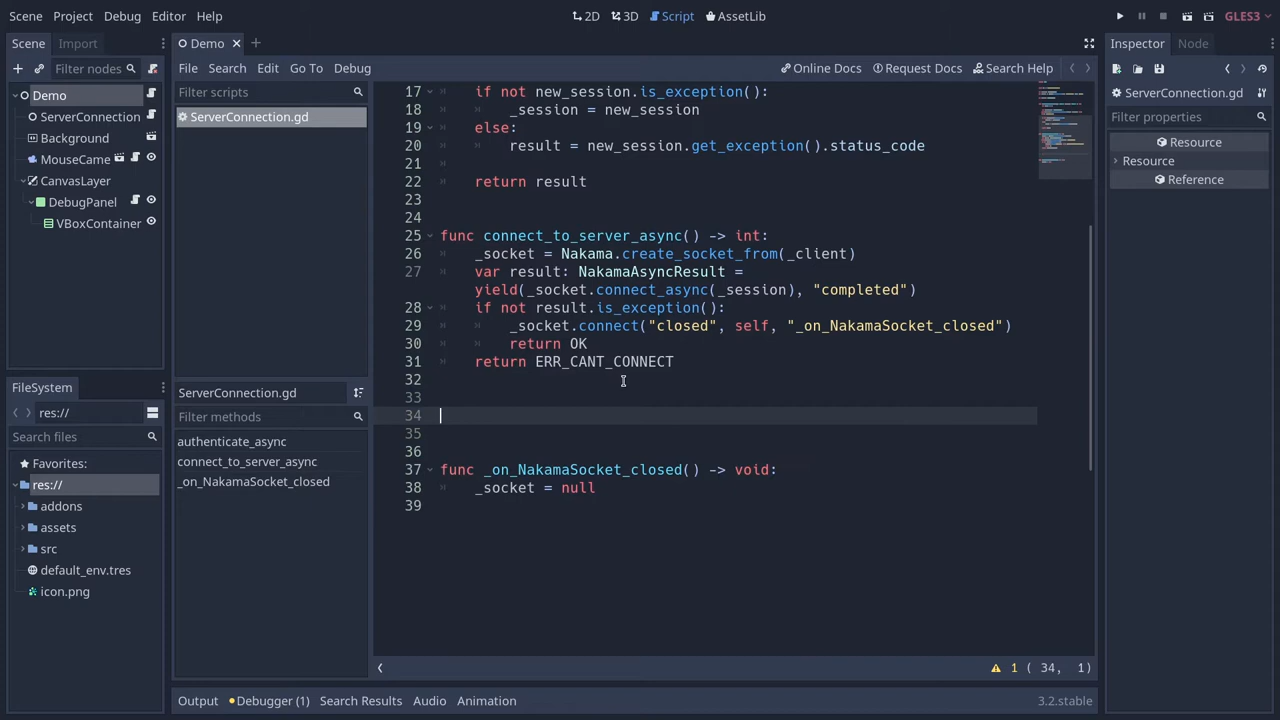 Scene Project Debug Editor Help
2D 3D Script AssetLib
GLES3
Scene Import
Demo
Inspector Node
Filter nodes
File Search Edit Go To Debug
Online Docs Request Docs Search Help
Demo
ServerConnection
Background
MouseCame
CanvasLayer
DebugPanel
VBoxContainer
Filter scripts
ServerConnection.gd
ServerConnection.gd
Filter methods
authenticate_async
connect_to_server_async
_on_NakamaSocket_closed
17 if not new_session.is_exception():
18 _session = new_session
19 else:
20 result = new_session.get_exception().status_code
21
22 return result
23
24
25 func connect_to_server_async() -> int:
26 _socket = Nakama.create_socket_from(_client)
27 var result: NakamaAsyncResult =
yield(_socket.connect_async(_session), "completed")
28 if not result.is_exception():
29 _socket.connect("closed", self, "_on_NakamaSocket_closed")
30 return OK
31 return ERR_CANT_CONNECT
32
33
34
35
36
37 func _on_NakamaSocket_closed() -> void:
38 _socket = null
39
1 ( 34, 1)
ServerConnection.gd
Filter properties
Resource
Resource
Reference
FileSystem
res://
Search files
Favorites:
res://
addons
assets
src
default_env.tres
icon.png
Output Debugger (1) Search Results Audio Animation
3.2.stable